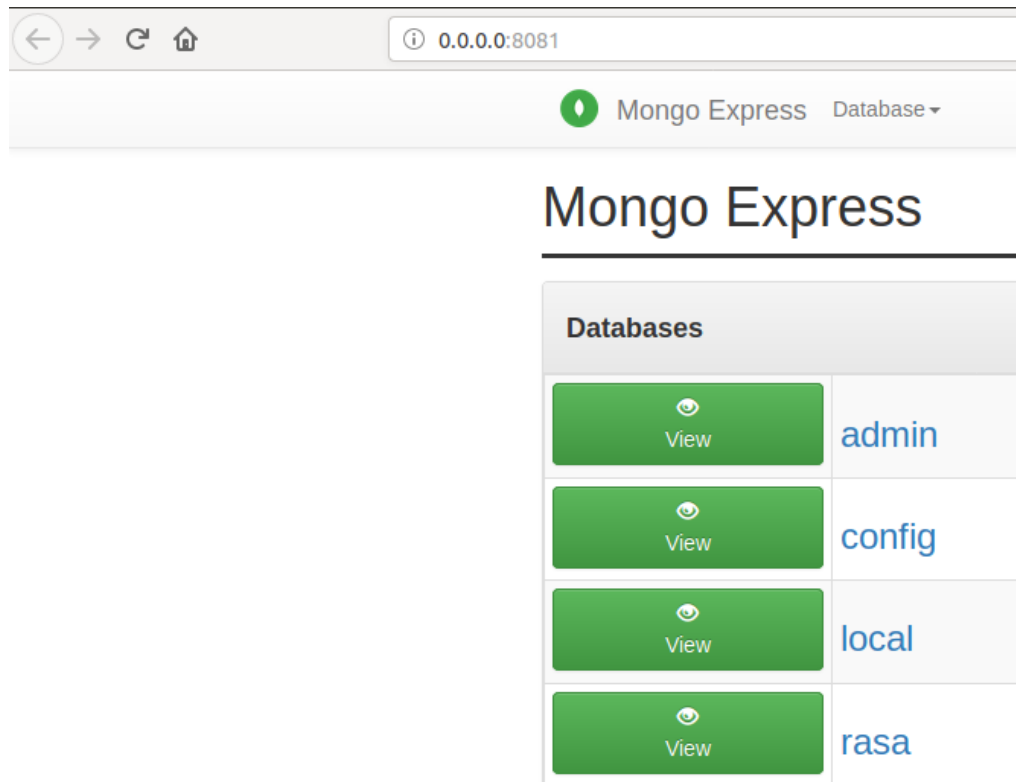 0.0.0.0:8081
Mongo Express Database
Mongo Express
Databases
View
admin
View
config
View
local
View
rasa